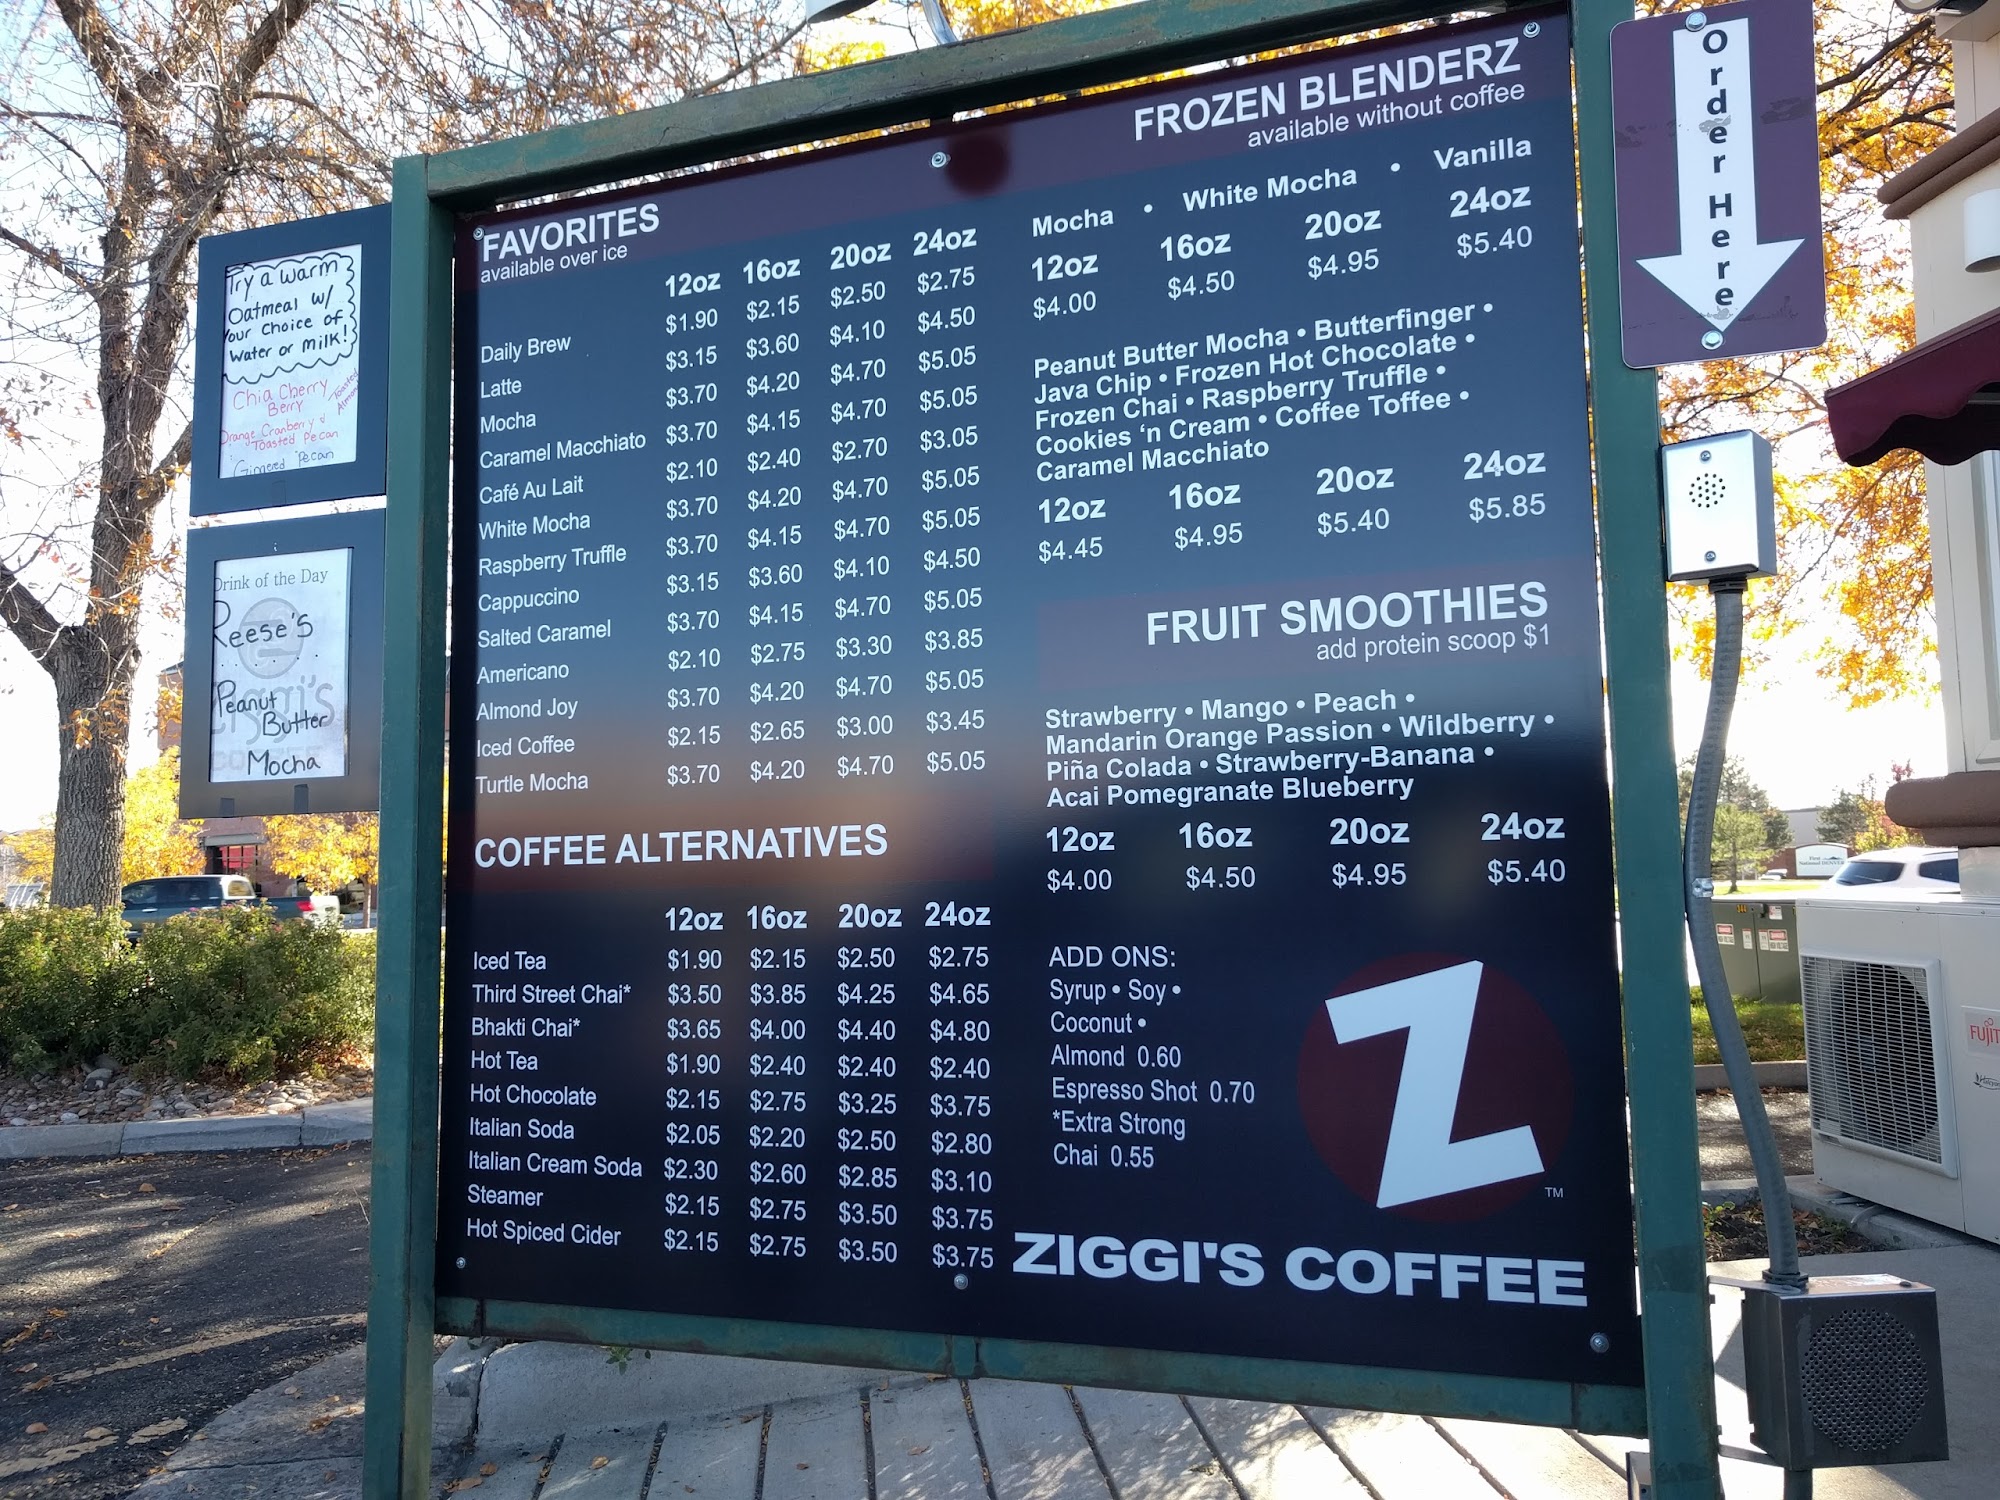 Try a warm
Oatmeal w/
your choice of
water or milk!
Chia Cherry
Berry
Toasted
Almond
Orange Cranberry &
Toasted Pecan
Gingered Pecan
Drink of the Day
Reese's
Peanut
Butter
Mocha
FAVORITES
available over ice
12oz 16oz 20oz 24oz
Daily Brew $1.90 $2.15 $2.50 $2.75
Latte $3.15 $3.60 $4.10 $4.50
Mocha $3.70 $4.20 $4.70 $5.05
Caramel Macchiato $3.70 $4.15 $4.70 $5.05
Café Au Lait $2.10 $2.40 $2.70 $3.05
White Mocha $3.70 $4.20 $4.70 $5.05
Raspberry Truffle $3.70 $4.15 $4.70 $5.05
Cappuccino $3.15 $3.60 $4.10 $4.50
Salted Caramel $3.70 $4.15 $4.70 $5.05
Americano $2.10 $2.75 $3.30 $3.85
Almond Joy $3.70 $4.20 $4.70 $5.05
Iced Coffee $2.15 $2.65 $3.00 $3.45
Turtle Mocha $3.70 $4.20 $4.70 $5.05
COFFEE ALTERNATIVES
12oz 16oz 20oz 24oz
Iced Tea $1.90 $2.15 $2.50 $2.75
Third Street Chai* $3.50 $3.85 $4.25 $4.65
Bhakti Chai* $3.65 $4.00 $4.40 $4.80
Hot Tea $1.90 $2.40 $2.40 $2.40
Hot Chocolate $2.15 $2.75 $3.25 $3.75
Italian Soda $2.05 $2.20 $2.50 $2.80
Italian Cream Soda $2.30 $2.60 $2.85 $3.10
Steamer $2.15 $2.75 $3.50 $3.75
Hot Spiced Cider $2.15 $2.75 $3.50 $3.75
FROZEN BLENDERZ
available without coffee
Mocha • White Mocha • Vanilla
12oz 16oz 20oz 24oz
$4.00 $4.50 $4.95 $5.40
Peanut Butter Mocha • Butterfinger •
Java Chip • Frozen Hot Chocolate •
Frozen Chai • Raspberry Truffle •
Cookies ‘n Cream • Coffee Toffee •
Caramel Macchiato
12oz 16oz 20oz 24oz
$4.45 $4.95 $5.40 $5.85
FRUIT SMOOTHIES
add protein scoop $1
Strawberry • Mango • Peach •
Mandarin Orange Passion • Wildberry •
Piña Colada • Strawberry-Banana •
Acai Pomegranate Blueberry
12oz 16oz 20oz 24oz
$4.00 $4.50 $4.95 $5.40
ADD ONS:
Syrup • Soy •
Coconut •
Almond 0.60
Espresso Shot 0.70
*Extra Strong
Chai 0.55
Z
TM
ZIGGI'S COFFEE
Order Here